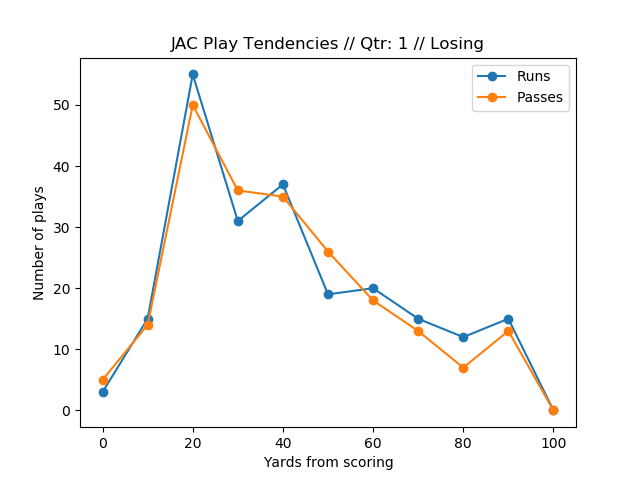 JAC Play Tendencies // Qtr: 1 // Losing
Runs
Passes
Number of plays
50
40
30
20
10
0
0 20 40 60 80 100
Yards from scoring